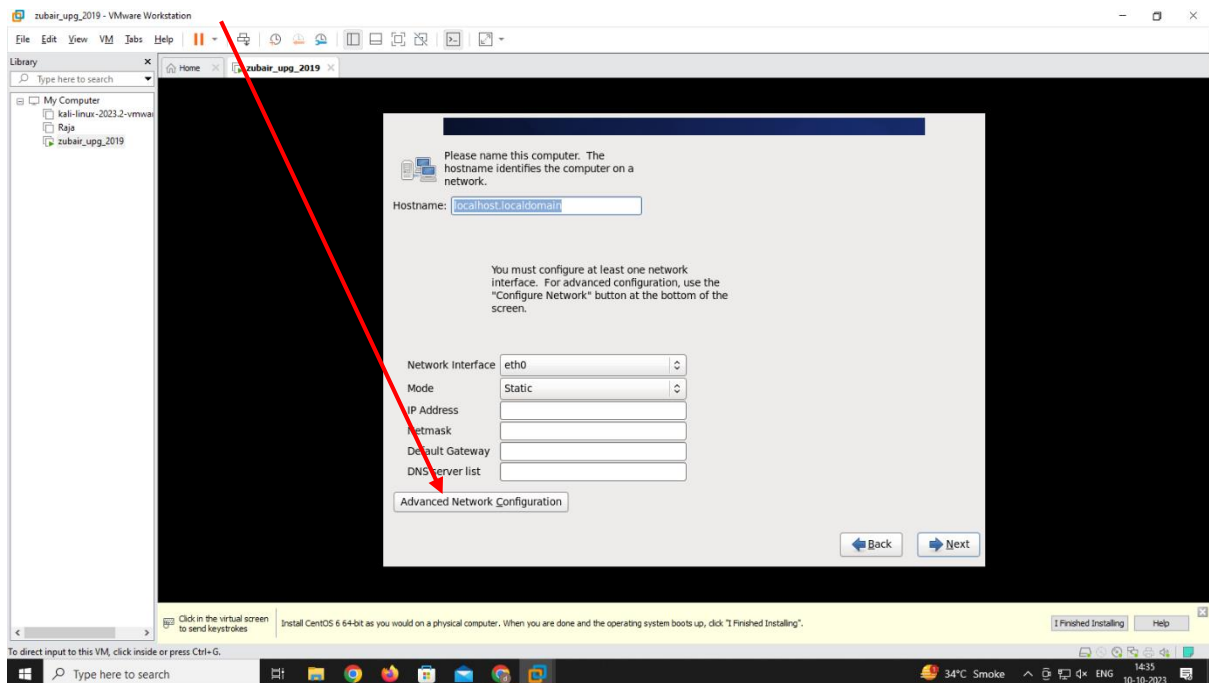 zubair_upg_2019 - VMware Workstation
File Edit View VM Tabs Help
Library
Type here to search
My Computer
kali-linux-2023.2-vmwa
Raja
zubair_upg_2019
Home
zubair_upg_2019
Please name this computer. The
hostname identifies the computer on a
network.
Hostname: localhost.localdomain
You must configure at least one network
interface. For advanced configuration, use the
"Configure Network" button at the bottom of the
screen.
Network Interface eth0
Mode Static
IP Address
Netmask
Default Gateway
DNS server list
Advanced Network Configuration
Back Next
Click in the virtual screen
to send keystrokes
Install CentOS 6 64-bit as you would on a physical computer. When you are done and the operating system boots up, click "I Finished Installing".
I Finished Installing Help
To direct input to this VM, click inside or press Ctrl+G.
Type here to search
34°C Smoke ENG
14:35
10-10-2023